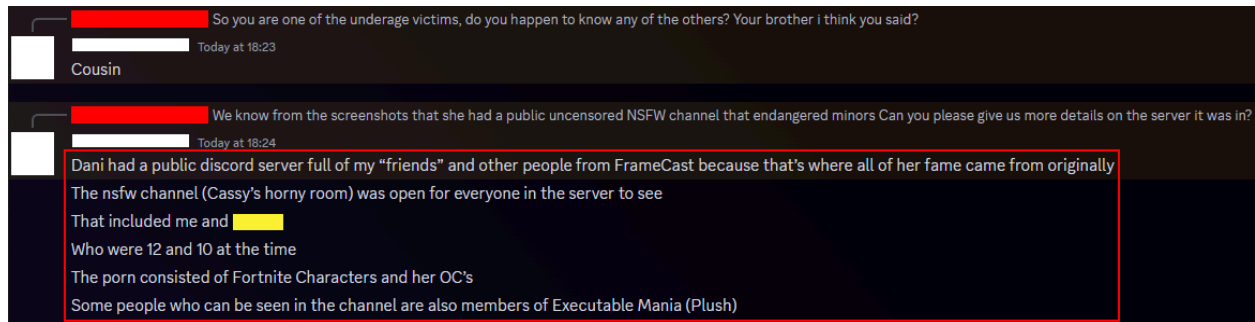 So you are one of the underage victims, do you happen to know any of the others? Your brother i think you said?
Today at 18:23
Cousin
We know from the screenshots that she had a public uncensored NSFW channel that endangered minors Can you please give us more details on the server it was in?
Today at 18:24
Dani had a public discord server full of my “friends” and other people from FrameCast because that’s where all of her fame came from originally
The nsfw channel (Cassy’s horny room) was open for everyone in the server to see
That included me and
Who were 12 and 10 at the time
The porn consisted of Fortnite Characters and her OC’s
Some people who can be seen in the channel are also members of Executable Mania (Plush)